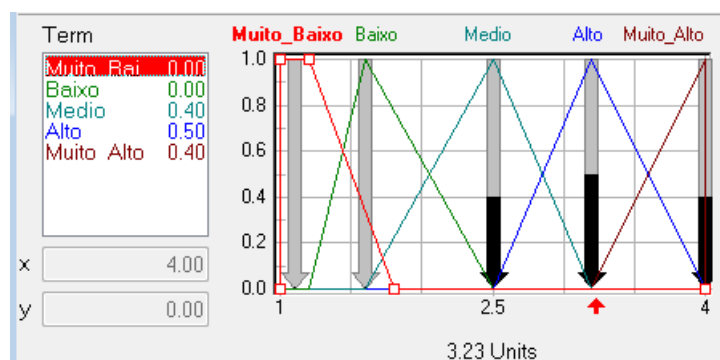 Term
Muito_Bai 0.00
Baixo 0.00
Medio 0.40
Alto 0.50
Muito_Alto 0.40
x 4.00
y 0.00
Muito_Baixo Baixo Medio Alto Muito_Alto
1.0
0.8
0.6
0.4
0.2
0.0
1 2.5 4
3.23 Units